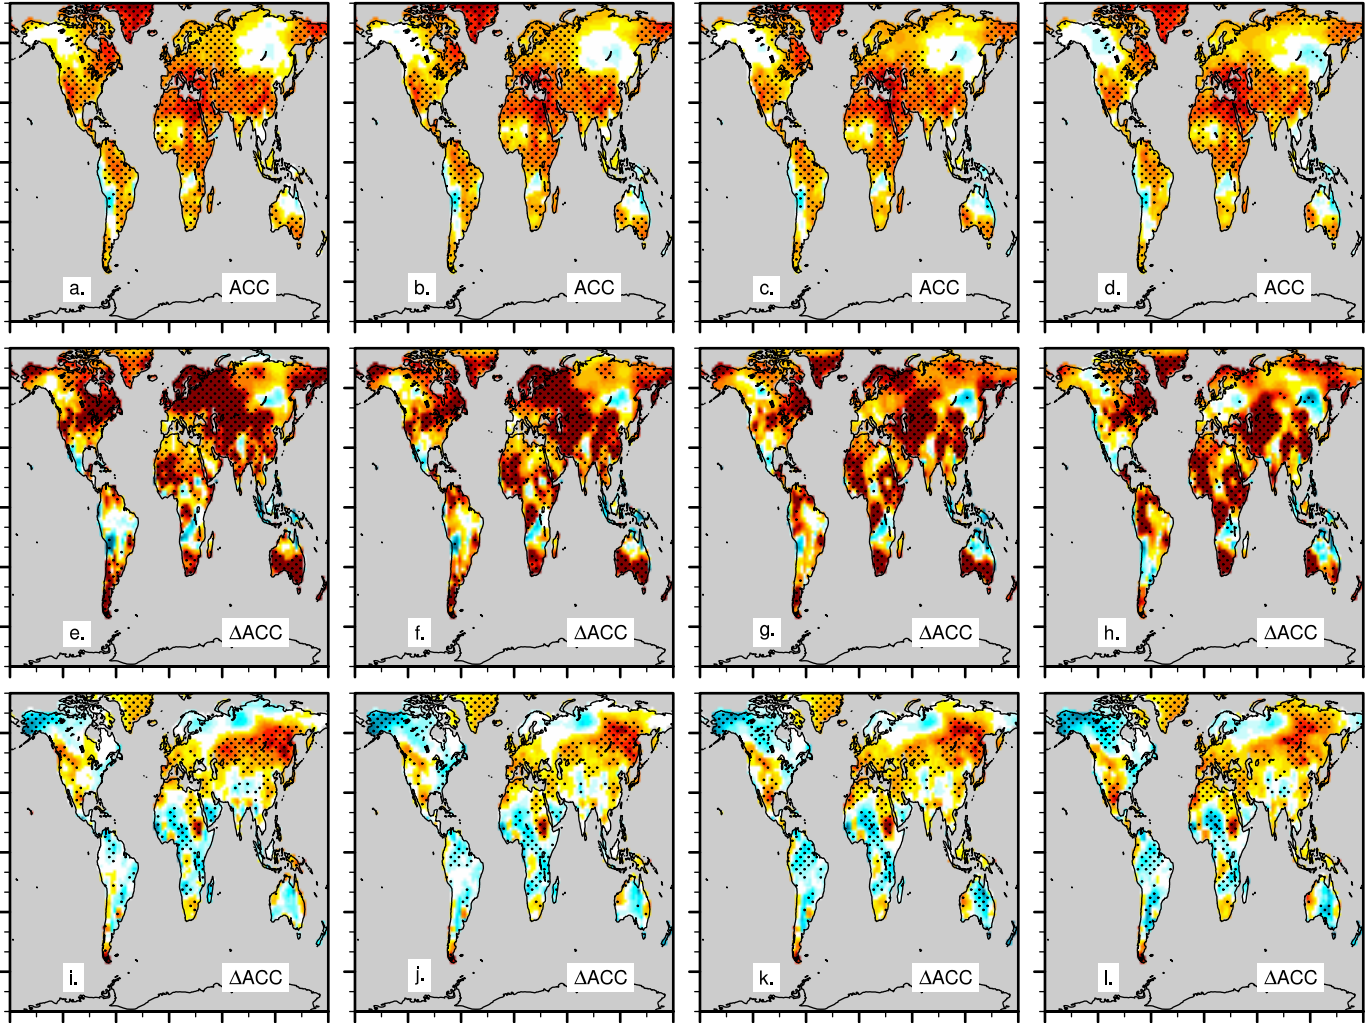 a. ACC b. ACC c. ACC d. ACC
e. ΔACC f. ΔACC g. ΔACC h. ΔACC
i. ΔACC j. ΔACC k. ΔACC l. ΔACC